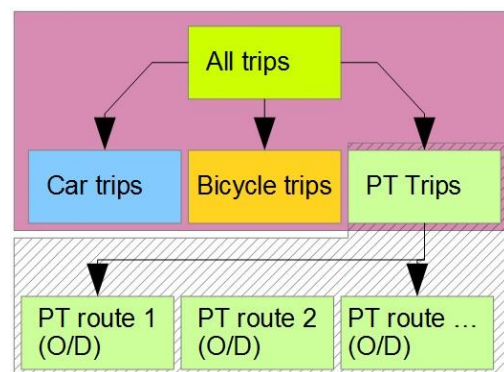 All trips
Car trips
Bicycle trips
PT Trips
PT route 1
(O/D)
PT route 2
(O/D)
PT route ...
(O/D)